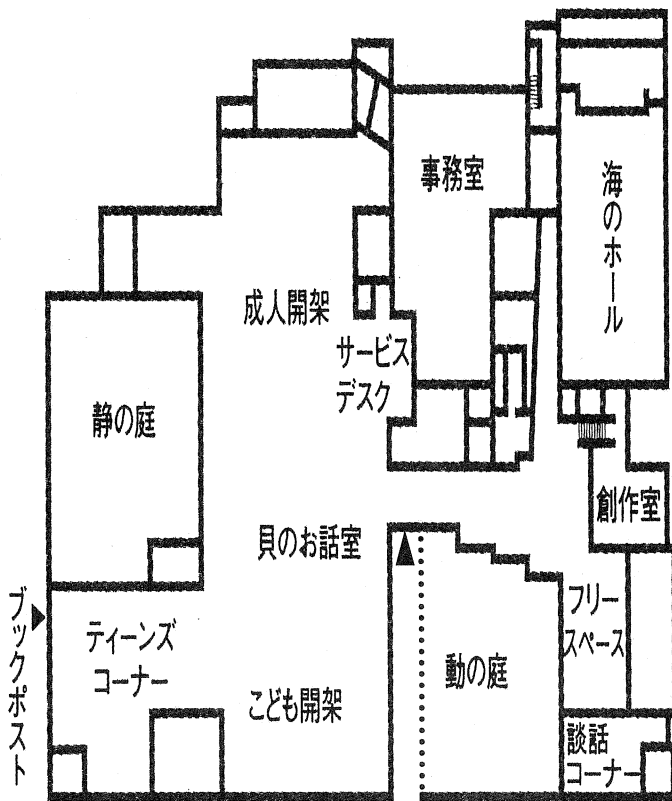 事務室
海のホール
成人開架
サービス
デスク
静の庭
創作室
貝のお話室
ブックポスト
ティーンズ
コーナー
フリー
スペース
動の庭
こども開架
談話
コーナー